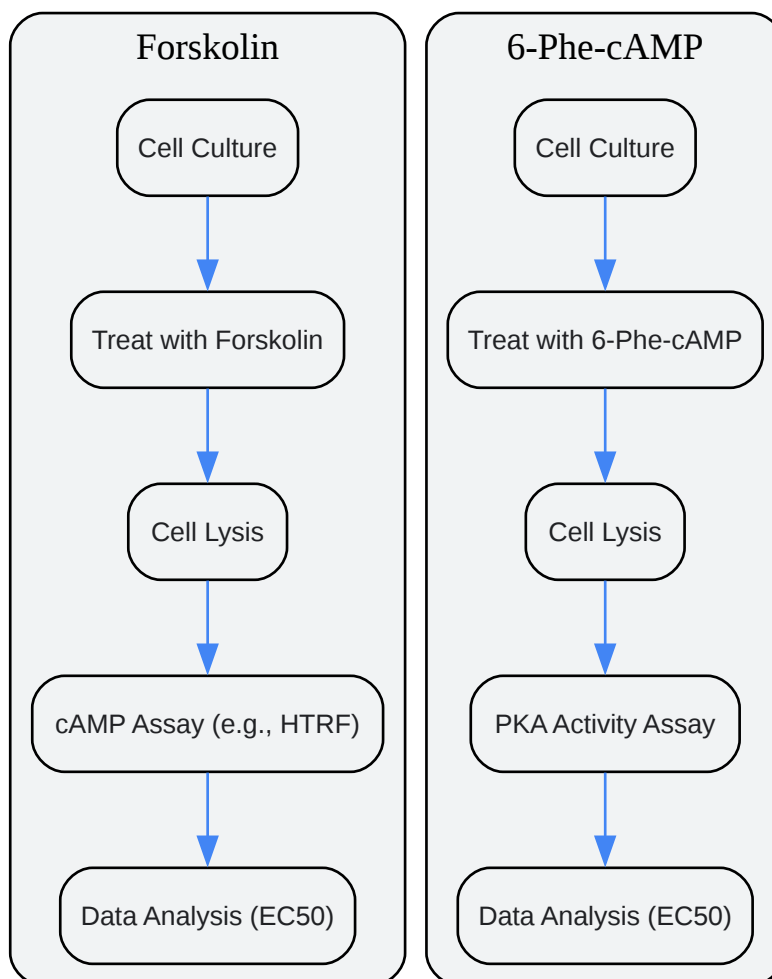 Forskolin
Cell Culture
Treat with Forskolin
Cell Lysis
cAMP Assay (e.g., HTRF)
Data Analysis (EC50)
6-Phe-cAMP
Cell Culture
Treat with 6-Phe-cAMP
Cell Lysis
PKA Activity Assay
Data Analysis (EC50)